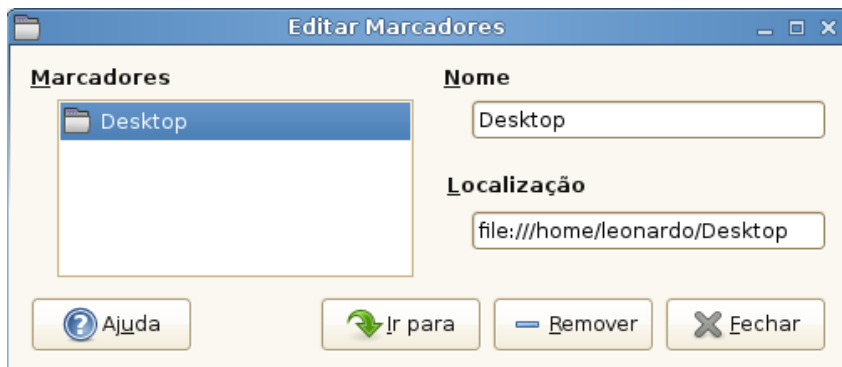 Editar Marcadores
Marcadores
Desktop
Nome
Desktop
Localização
file:///home/leonardo/Desktop
Ajuda
Ir para
Remover
Fechar